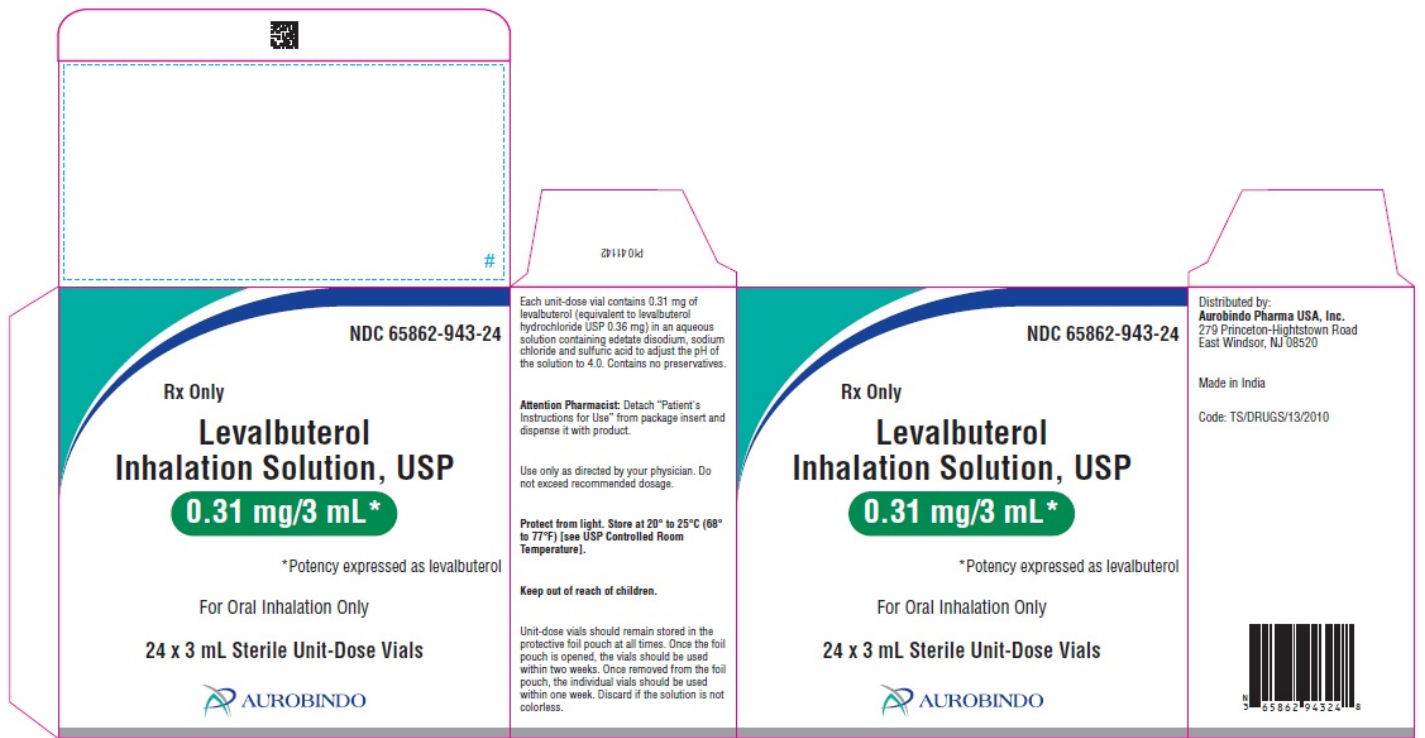 #
P1041142
NDC 65862-943-24
Rx Only
Levalbuterol
Inhalation Solution, USP
0.31 mg/3 mL*
*Potency expressed as levalbuterol
For Oral Inhalation Only
24 x 3 mL Sterile Unit-Dose Vials
AUROBINDO
Each unit-dose vial contains 0.31 mg of
levalbuterol (equivalent to levalbuterol
hydrochloride USP 0.36 mg) in an aqueous
solution containing edetate disodium, sodium
chloride and sulfuric acid to adjust the pH of
the solution to 4.0. Contains no preservatives.
Attention Pharmacist: Detach “Patient's
Instructions for Use” from package insert and
dispense it with product.
Use only as directed by your physician. Do
not exceed recommended dosage.
Protect from light. Store at 20° to 25°C (68°
to 77°F) [see USP Controlled Room
Temperature].
Keep out of reach of children.
Unit-dose vials should remain stored in the
protective foil pouch at all times. Once the foil
pouch is opened, the vials should be used
within two weeks. Once removed from the foil
pouch, the individual vials should be used
within one week. Discard if the solution is not
colorless.
NDC 65862-943-24
Rx Only
Levalbuterol
Inhalation Solution, USP
0.31 mg/3 mL*
*Potency expressed as levalbuterol
For Oral Inhalation Only
24 x 3 mL Sterile Unit-Dose Vials
AUROBINDO
Distributed by:
Aurobindo Pharma USA, Inc.
279 Princeton-Hightstown Road
East Windsor, NJ 08520
Made in India
Code: TS/DRUGS/13/2010
N
3 65862 94324 8